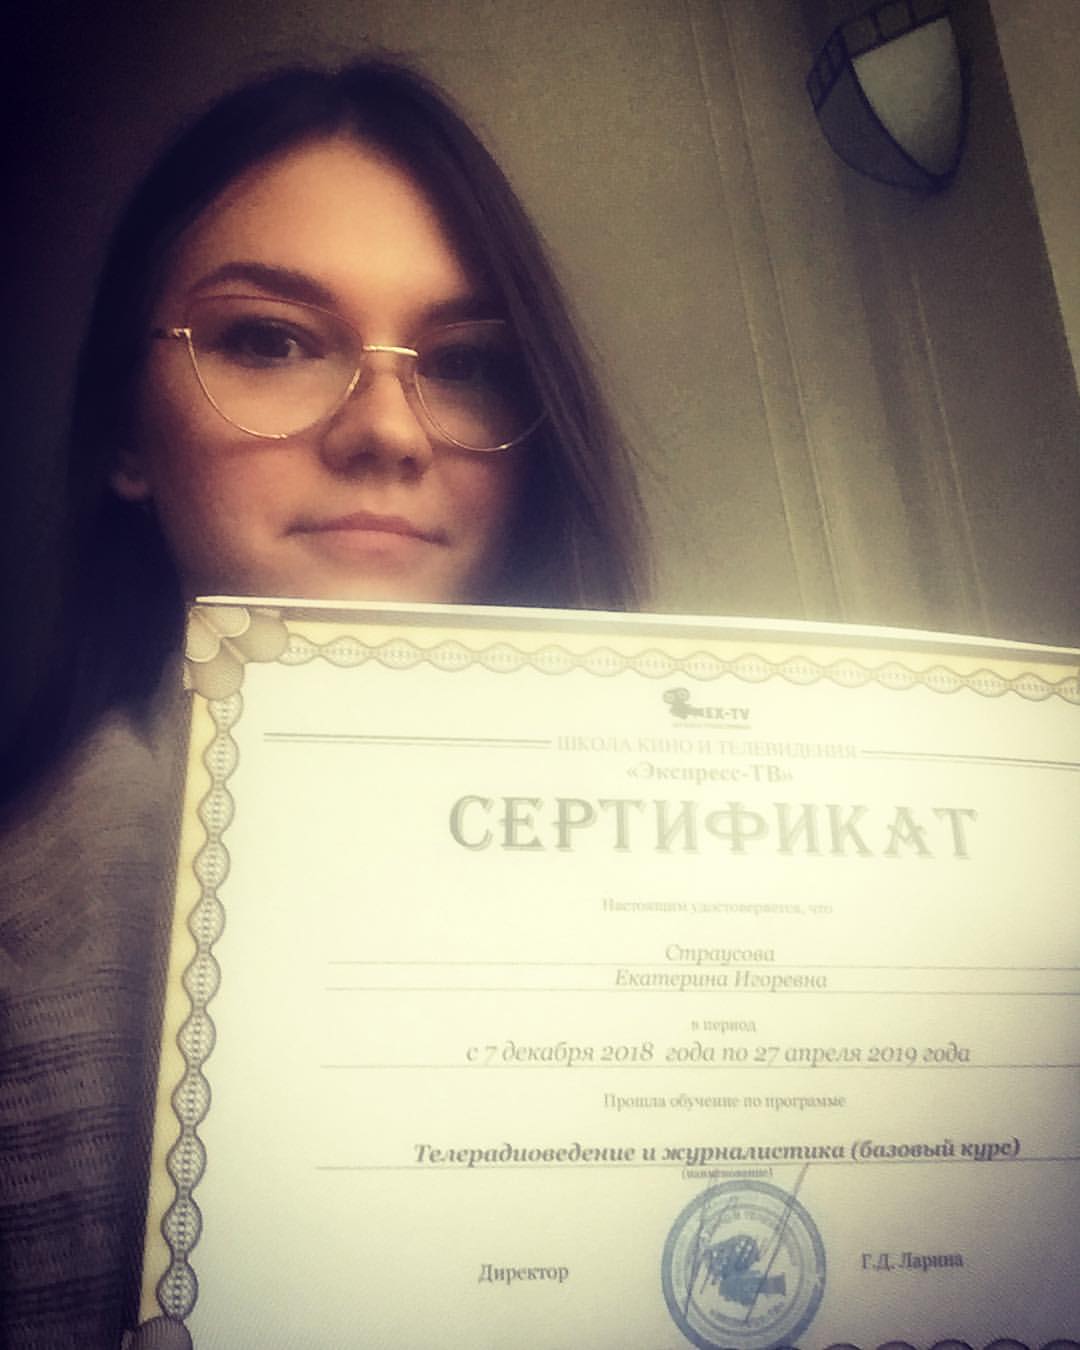 EX-TV
ШКОЛА КИНО И ТЕЛЕВИДЕНИЯ
«Экспресс-ТВ»
СЕРТИФИКАТ
Настоящим удостоверяется, что
Страусова
Екатерина Игоревна
в период
с 7 декабря 2018 года по 27 апреля 2019 года
Прошла обучение по программе
Телерадиоведение и журналистика (базовый курс)
(наименование)
Директор
Г.Д. Ларина